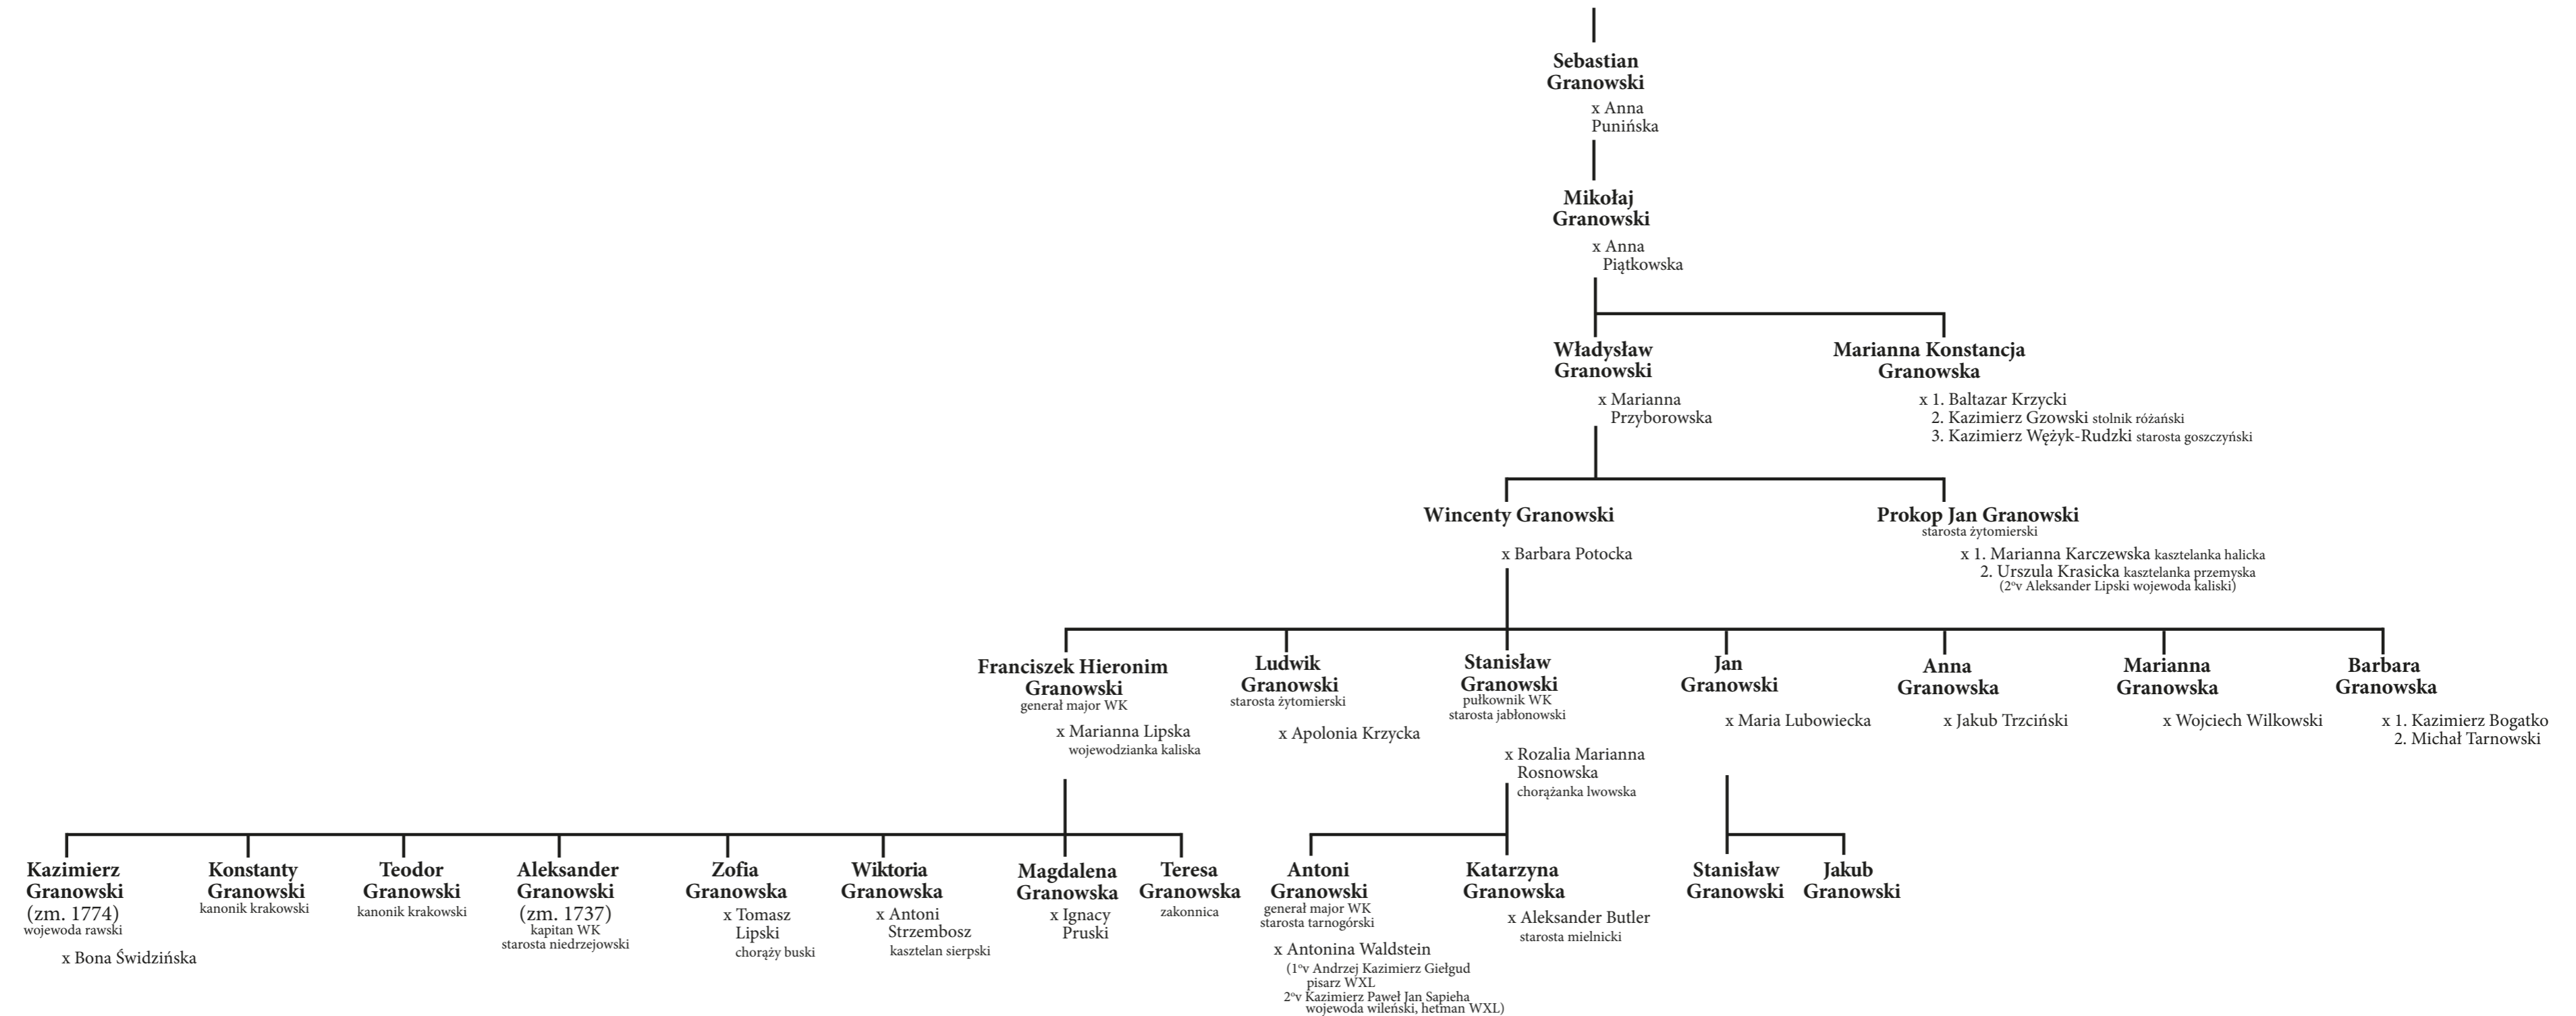 Sebastian
Granowski
x Anna
Punińska
Mikołaj
Granowski
x Anna
Piątkowska
Władysław
Granowski
x Marianna
Przyborowska
Marianna Konstancja
Granowska
x 1. Baltazar Krzycki
2. Kazimierz Gzowski stolnik różański
3. Kazimierz Wężyk-Rudzki starosta goszczyński
Wincenty Granowski
x Barbara Potocka
Prokop Jan Granowski
starosta żytomierski
x 1. Marianna Karczewska kasztelanka halicka
2. Urszula Krasicka kasztelanka przemyska
(2ºv Aleksander Lipski wojewoda kaliski)
Franciszek Hieronim
Granowski
generał major WK
x Marianna Lipska
wojewodzianka kaliska
Ludwik
Granowski
starosta żytomierski
x Apolonia Krzycka
Stanisław
Granowski
pułkownik WK
starosta jabłonowski
x Rozalia Marianna
Rosnowska
chorążanka lwowska
Jan
Granowski
x Maria Lubowiecka
Anna
Granowska
x Jakub Trzciński
Marianna
Granowska
x Wojciech Wilkowski
Barbara
Granowska
x 1. Kazimierz Bogatko
2. Michał Tarnowski
Kazimierz
Granowski
(zm. 1774)
wojewoda rawski
x Bona Świdzińska
Konstanty
Granowski
kanonik krakowski
Teodor
Granowski
kanonik krakowski
Aleksander
Granowski
(zm. 1737)
kapitan WK
starosta niedrzejowski
Zofia
Granowska
x Tomasz
Lipski
chorąży buski
Wiktoria
Granowska
x Antoni
Strzembosz
kasztelan sierpski
Magdalena
Granowska
x Ignacy
Pruski
Teresa
Granowska
zakonnica
Antoni
Granowski
generał major WK
starosta tarnogórski
x Antonina Waldstein
(1ºv Andrzej Kazimierz Giełgud
pisarz WXL
2ºv Kazimierz Paweł Jan Sapieha
wojewoda wileński, hetman WXL)
Katarzyna
Granowska
x Aleksander Butler
starosta mielnicki
Stanisław
Granowski
Jakub
Granowski